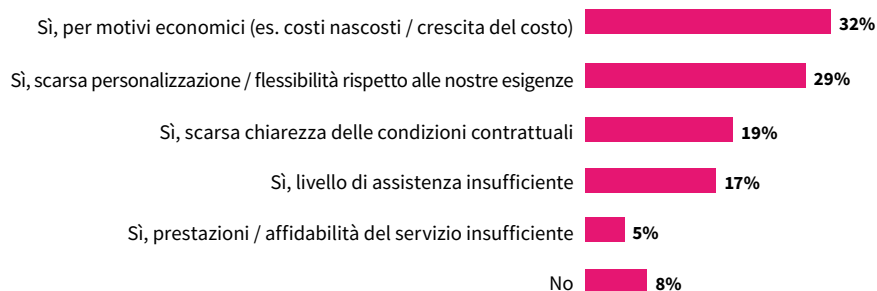 Sì, per motivi economici (es. costi nascosti / crescita del costo) 32%
Sì, scarsa personalizzazione / flessibilità rispetto alle nostre esigenze 29%
Sì, scarsa chiarezza delle condizioni contrattuali 19%
Sì, livello di assistenza insufficiente 17%
Sì, prestazioni / affidabilità del servizio insufficiente 5%
No 8%